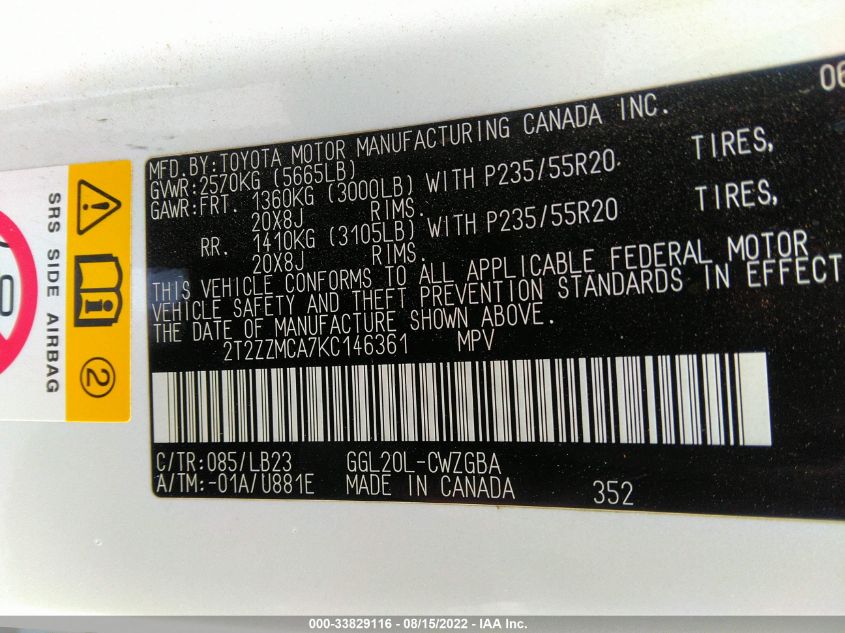 06
MFD.BY:TOYOTA MOTOR MANUFACTURING CANADA INC.
GVWR:2570KG (5665LB)
GAWR:FRT. 1360KG (3000LB) WITH P235/55R20 TIRES,
20X8J RIMS.
RR. 1410KG (3105LB) WITH P235/55R20 TIRES,
20X8J RIMS.
THIS VEHICLE CONFORMS TO ALL APPLICABLE FEDERAL MOTOR
VEHICLE SAFETY AND THEFT PREVENTION STANDARDS IN EFFECT
THE DATE OF MANUFACTURE SHOWN ABOVE.
2T2ZZMCA7KC146361 MPV
C/TR:085/LB23 GGL20L-CWZGBA
A/TM:-01A/U881E MADE IN CANADA 352
SRS SIDE AIRBAG
2
000-33829116 - 08/15/2022 - IAA Inc.